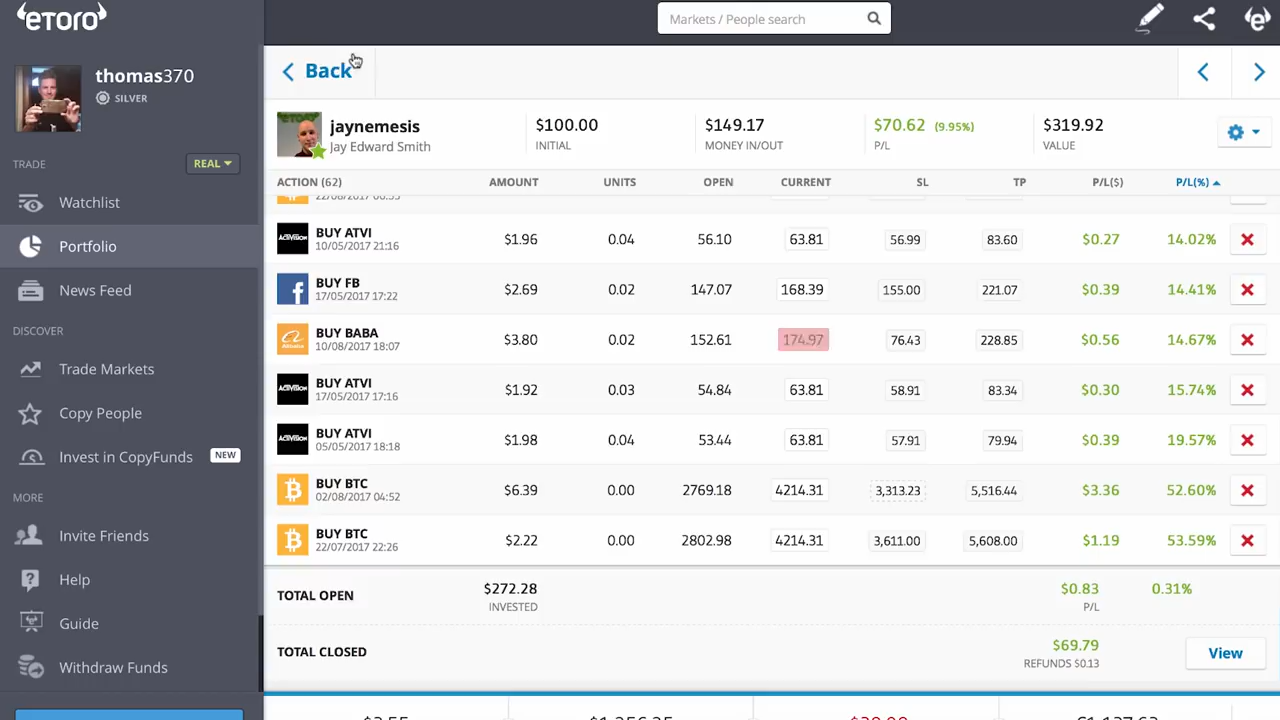 eTORO
Markets / People search
thomas370
SILVER
TRADE
REAL
Watchlist
Portfolio
News Feed
DISCOVER
Trade Markets
Copy People
Invest in CopyFunds NEW
MORE
Invite Friends
Help
Guide
Withdraw Funds
Back
jaynemesis
Jay Edward Smith
$100.00
INITIAL
$149.17
MONEY IN/OUT
$70.62 (9.95%)
P/L
$319.92
VALUE
ACTION (62) AMOUNT UNITS OPEN CURRENT SL TP P/L($) P/L(%)
BUY ATVI
10/05/2017 21:16
$1.96 0.04 56.10 63.81 56.99 83.60 $0.27 14.02%
BUY FB
17/05/2017 17:22
$2.69 0.02 147.07 168.39 155.00 221.07 $0.39 14.41%
BUY BABA
10/08/2017 18:07
$3.80 0.02 152.61 174.97 76.43 228.85 $0.56 14.67%
BUY ATVI
17/05/2017 17:16
$1.92 0.03 54.84 63.81 58.91 83.34 $0.30 15.74%
BUY ATVI
05/05/2017 18:18
$1.98 0.04 53.44 63.81 57.91 79.94 $0.39 19.57%
BUY BTC
02/08/2017 04:52
$6.39 0.00 2769.18 4214.31 3,313.23 5,516.44 $3.36 52.60%
BUY BTC
22/07/2017 22:26
$2.22 0.00 2802.98 4214.31 3,611.00 5,608.00 $1.19 53.59%
TOTAL OPEN
$272.28
INVESTED
$0.83
P/L
0.31%
TOTAL CLOSED
$69.79
REFUNDS $0.13
View